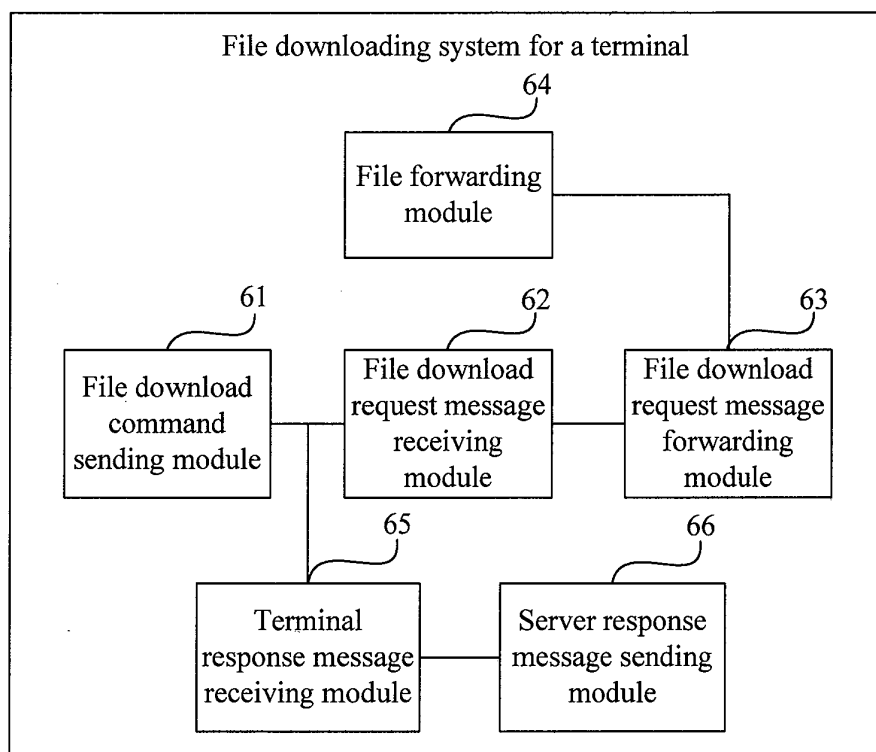 File downloading system for a terminal
64
File forwarding
module
61
62
63
File download
command
sending module
File download
request message
receiving
module
File download
request message
forwarding
module
65
66
Terminal
response message
receiving module
Server response
message sending
module